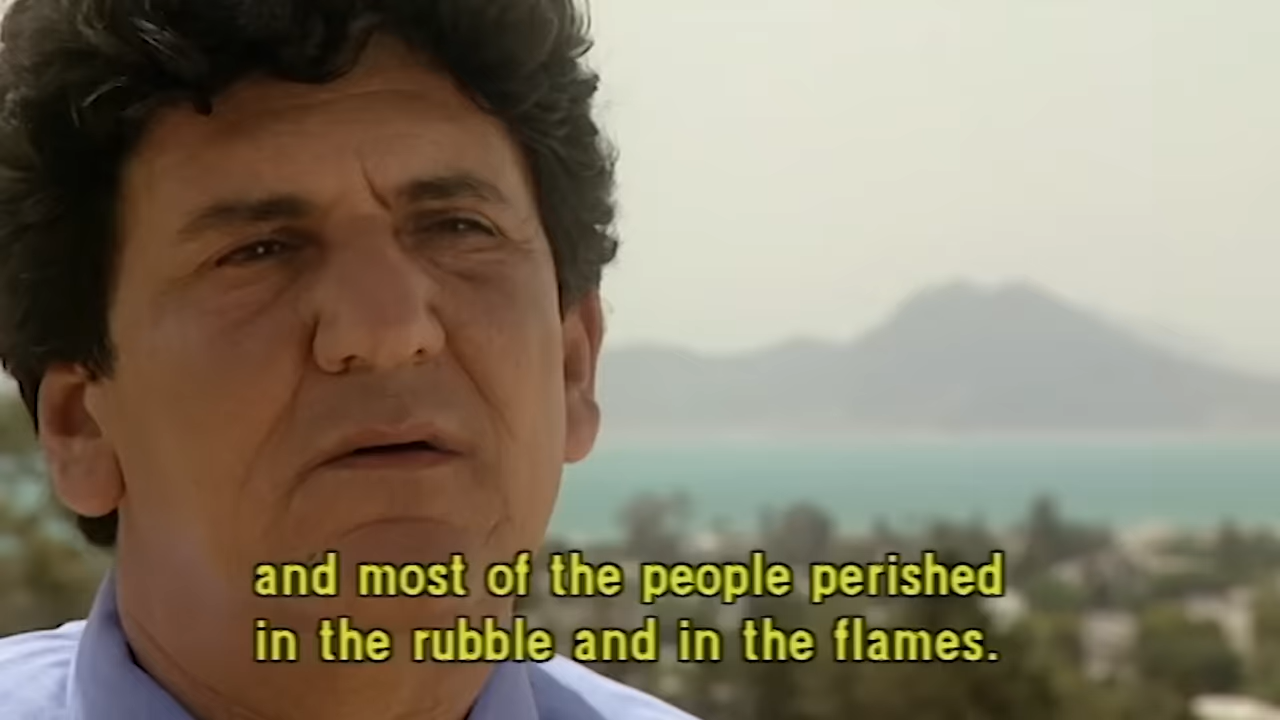 and most of the people perished
in the rubble and in the flames.